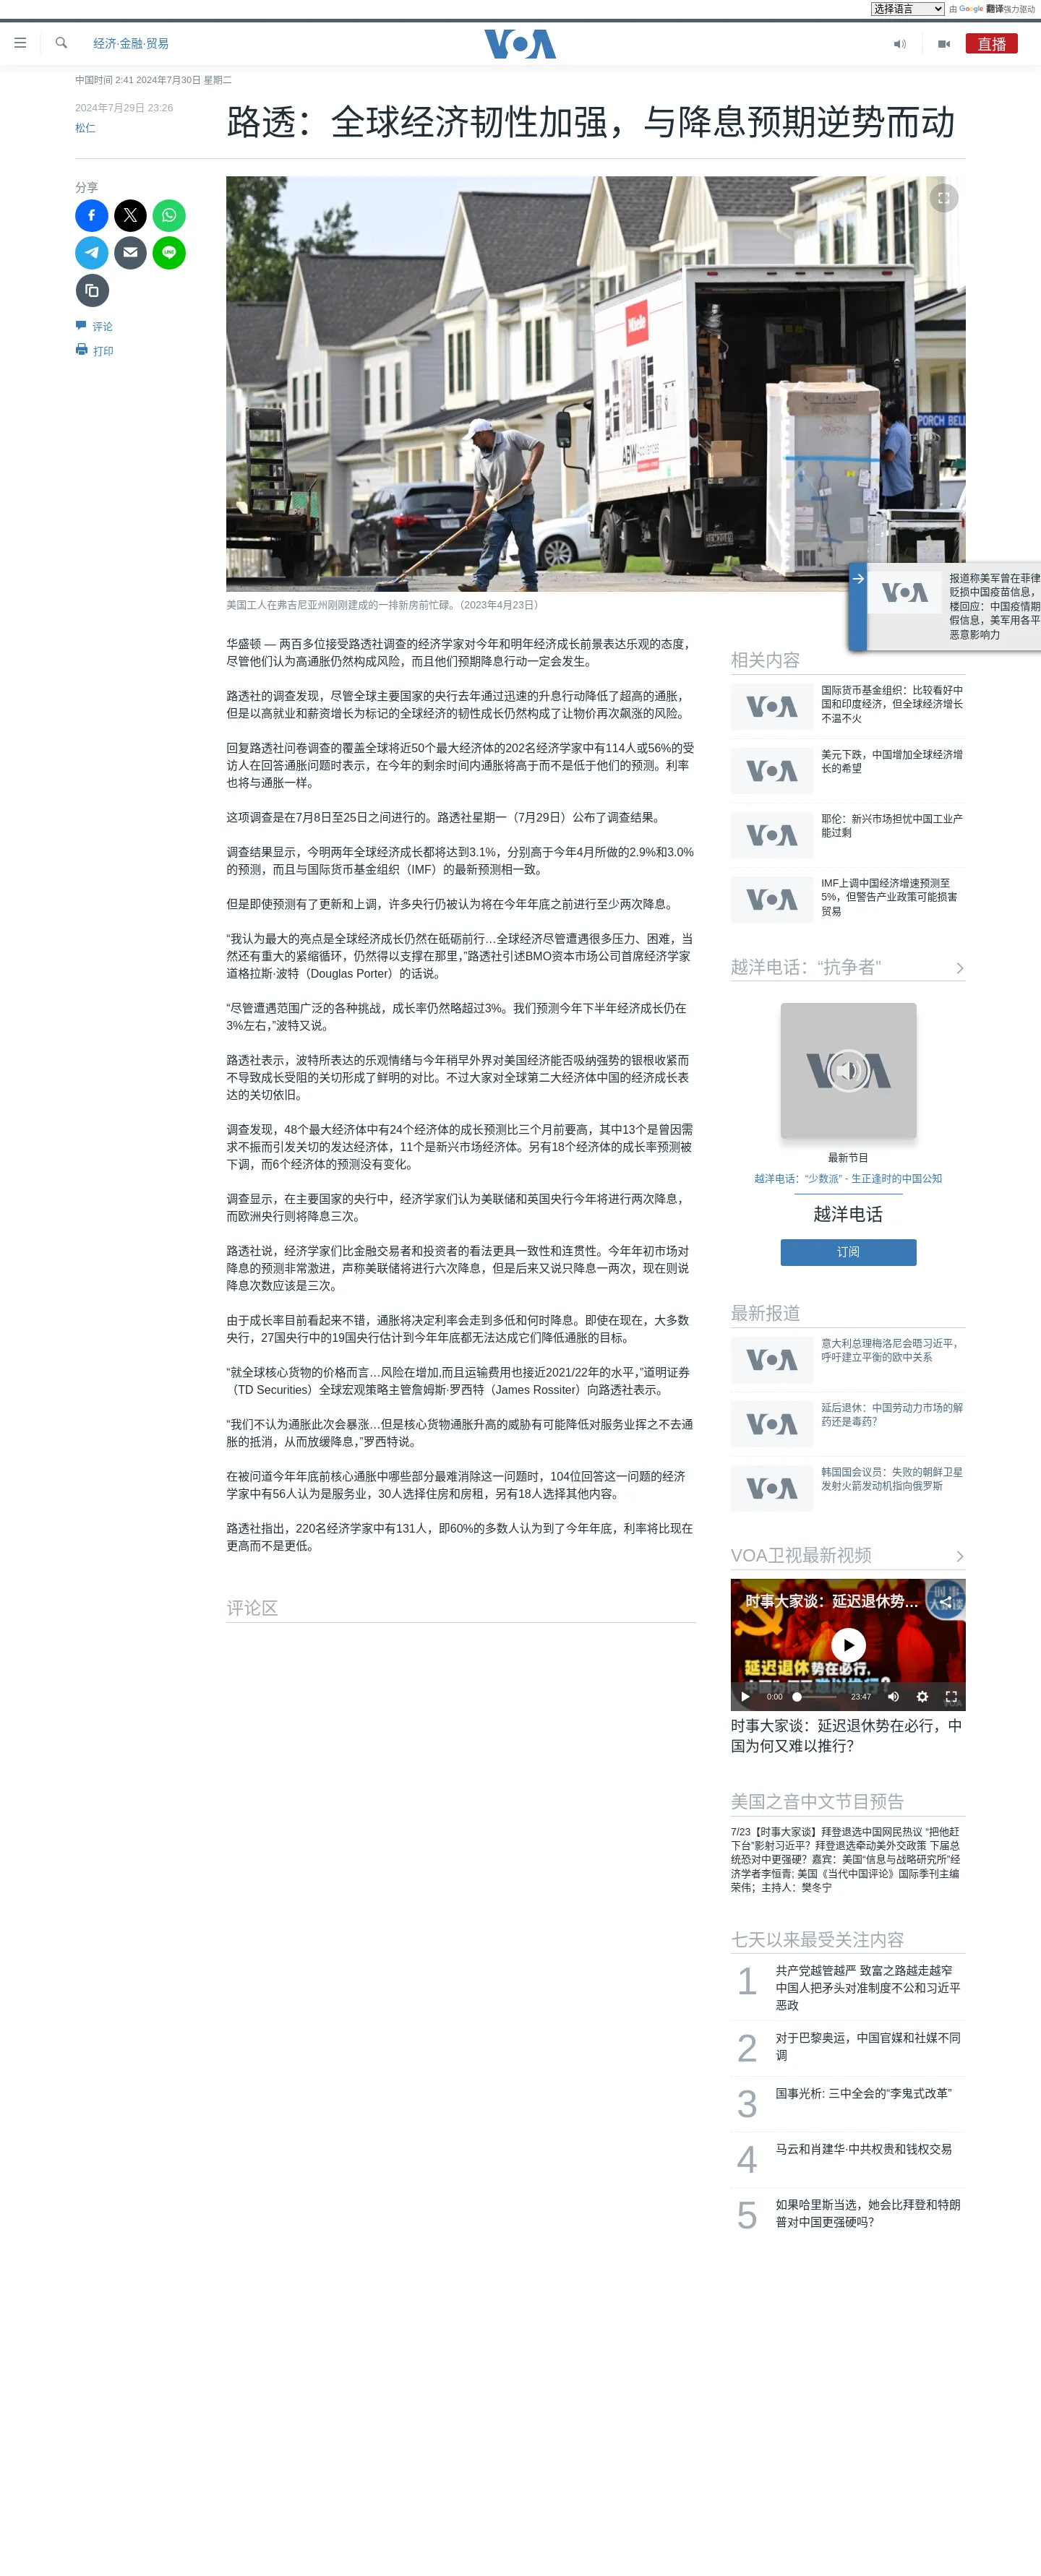 选择语言 由 Google 翻译强力驱动
经济·金融·贸易
VOA
直播
中国时间 2:41 2024年7月30日 星期二
2024年7月29日 23:26
松仁
路透：全球经济韧性加强，与降息预期逆势而动
分享
评论
打印
Miele
ABW APPLIANCES
PORCH BELL
美国工人在弗吉尼亚州刚刚建成的一排新房前忙碌。（2023年4月23日）
华盛顿 — 两百多位接受路透社调查的经济学家对今年和明年经济成长前景表达乐观的态度，
尽管他们认为高通胀仍然构成风险，而且他们预期降息行动一定会发生。
路透社的调查发现，尽管全球主要国家的央行去年通过迅速的升息行动降低了超高的通胀，
但是以高就业和薪资增长为标记的全球经济的韧性成长仍然构成了让物价再次飙涨的风险。
回复路透社问卷调查的覆盖全球将近50个最大经济体的202名经济学家中有114人或56%的受
访人在回答通胀问题时表示，在今年的剩余时间内通胀将高于而不是低于他们的预测。利率
也将与通胀一样。
这项调查是在7月8日至25日之间进行的。路透社星期一（7月29日）公布了调查结果。
调查结果显示，今明两年全球经济成长都将达到3.1%，分别高于今年4月所做的2.9%和3.0%
的预测，而且与国际货币基金组织（IMF）的最新预测相一致。
但是即使预测有了更新和上调，许多央行仍被认为将在今年年底之前进行至少两次降息。
“我认为最大的亮点是全球经济成长仍然在砥砺前行…全球经济尽管遭遇很多压力、困难，当
然还有重大的紧缩循环，仍然得以支撑在那里，”路透社引述BMO资本市场公司首席经济学家
道格拉斯·波特（Douglas Porter）的话说。
“尽管遭遇范围广泛的各种挑战，成长率仍然略超过3%。我们预测今年下半年经济成长仍在
3%左右，”波特又说。
路透社表示，波特所表达的乐观情绪与今年稍早外界对美国经济能否吸纳强势的银根收紧而
不导致成长受阻的关切形成了鲜明的对比。不过大家对全球第二大经济体中国的经济成长表
达的关切依旧。
调查发现，48个最大经济体中有24个经济体的成长预测比三个月前要高，其中13个是曾因需
求不振而引发关切的发达经济体，11个是新兴市场经济体。另有18个经济体的成长率预测被
下调，而6个经济体的预测没有变化。
调查显示，在主要国家的央行中，经济学家们认为美联储和英国央行今年将进行两次降息，
而欧洲央行则将降息三次。
路透社说，经济学家们比金融交易者和投资者的看法更具一致性和连贯性。今年年初市场对
降息的预测非常激进，声称美联储将进行六次降息，但是后来又说只降息一两次，现在则说
降息次数应该是三次。
由于成长率目前看起来不错，通胀将决定利率会走到多低和何时降息。即使在现在，大多数
央行，27国央行中的19国央行估计到今年年底都无法达成它们降低通胀的目标。
“就全球核心货物的价格而言…风险在增加,而且运输费用也接近2021/22年的水平，”道明证券
（TD Securities）全球宏观策略主管詹姆斯·罗西特（James Rossiter）向路透社表示。
“我们不认为通胀此次会暴涨…但是核心货物通胀升高的威胁有可能降低对服务业挥之不去通
胀的抵消，从而放缓降息，”罗西特说。
在被问道今年年底前核心通胀中哪些部分最难消除这一问题时，104位回答这一问题的经济
学家中有56人认为是服务业，30人选择住房和房租，另有18人选择其他内容。
路透社指出，220名经济学家中有131人，即60%的多数人认为到了今年年底，利率将比现在
更高而不是更低。
评论区
报道称美军曾在菲律
贬损中国疫苗信息，
楼回应：中国疫情期
假信息，美军用各平
恶意影响力
相关内容
国际货币基金组织：比较看好中
国和印度经济，但全球经济增长
不温不火
美元下跌，中国增加全球经济增
长的希望
耶伦：新兴市场担忧中国工业产
能过剩
IMF上调中国经济增速预测至
5%，但警告产业政策可能损害
贸易
越洋电话：“抗争者”
最新节目
越洋电话：“少数派” - 生正逢时的中国公知
越洋电话
订阅
最新报道
意大利总理梅洛尼会晤习近平，
呼吁建立平衡的欧中关系
延后退休：中国劳动力市场的解
药还是毒药？
韩国国会议员：失败的朝鲜卫星
发射火箭发动机指向俄罗斯
VOA卫视最新视频
时事大家谈：延迟退休势…
时事大家谈
延迟退休势在必行，
中国为何又难以推行？
0:00 23:47
VOA
时事大家谈：延迟退休势在必行，中
国为何又难以推行？
美国之音中文节目预告
7/23【时事大家谈】拜登退选中国网民热议 “把他赶
下台”影射习近平？拜登退选牵动美外交政策 下届总
统恐对中更强硬？嘉宾：美国“信息与战略研究所”经
济学者李恒青; 美国《当代中国评论》国际季刊主编
荣伟；主持人：樊冬宁
七天以来最受关注内容
1 共产党越管越严 致富之路越走越窄
中国人把矛头对准制度不公和习近平
恶政
2 对于巴黎奥运，中国官媒和社媒不同
调
3 国事光析: 三中全会的“李鬼式改革”
4 马云和肖建华·中共权贵和钱权交易
5 如果哈里斯当选，她会比拜登和特朗
普对中国更强硬吗？